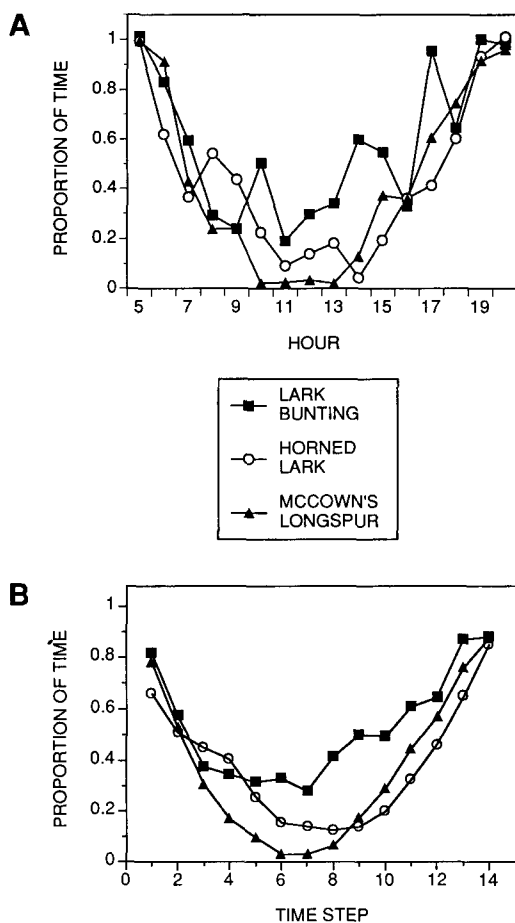 A
PROPORTION OF TIME
1
0.8
0.6
0.4
0.2
0
5 7 9 11 13 15 17 19
HOUR
LARK
BUNTING
HORNED
LARK
MCCOWN'S
LONGSPUR
B
PROPORTION OF TIME
1
0.8
0.6
0.4
0.2
0
0 2 4 6 8 10 12 14
TIME STEP